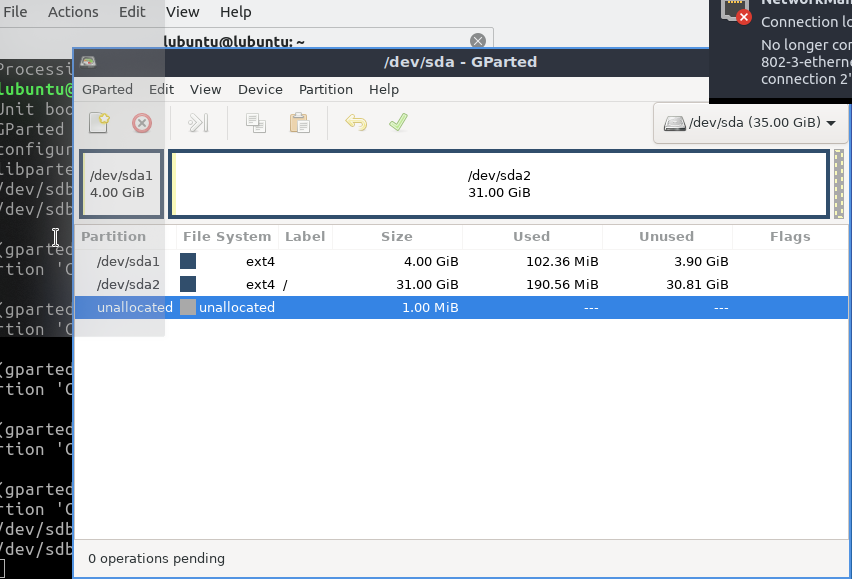 File Actions Edit View Help
NetworkMan
Connection lo
No longer con
802-3-etherne
connection 2'
lubuntu@lubuntu: ~
/dev/sda - GParted
GParted Edit View Device Partition Help
/dev/sda (35.00 GiB)
/dev/sda1
4.00 GiB
/dev/sda2
31.00 GiB
Partition File System Label Size Used Unused Flags
/dev/sda1 ext4 4.00 GiB 102.36 MiB 3.90 GiB
/dev/sda2 ext4 / 31.00 GiB 190.56 MiB 30.81 GiB
unallocated unallocated 1.00 MiB --- ---
0 operations pending
Processi
lubuntu@
Unit boo
GParted
configur
libparte
/dev/sdb
/dev/sdb
(gparted
rtion 'C
(gparted
rtion 'C
(gparted
rtion 'C
(gparted
rtion 'C
(gparted
rtion 'C
/dev/sdb
/dev/sdb